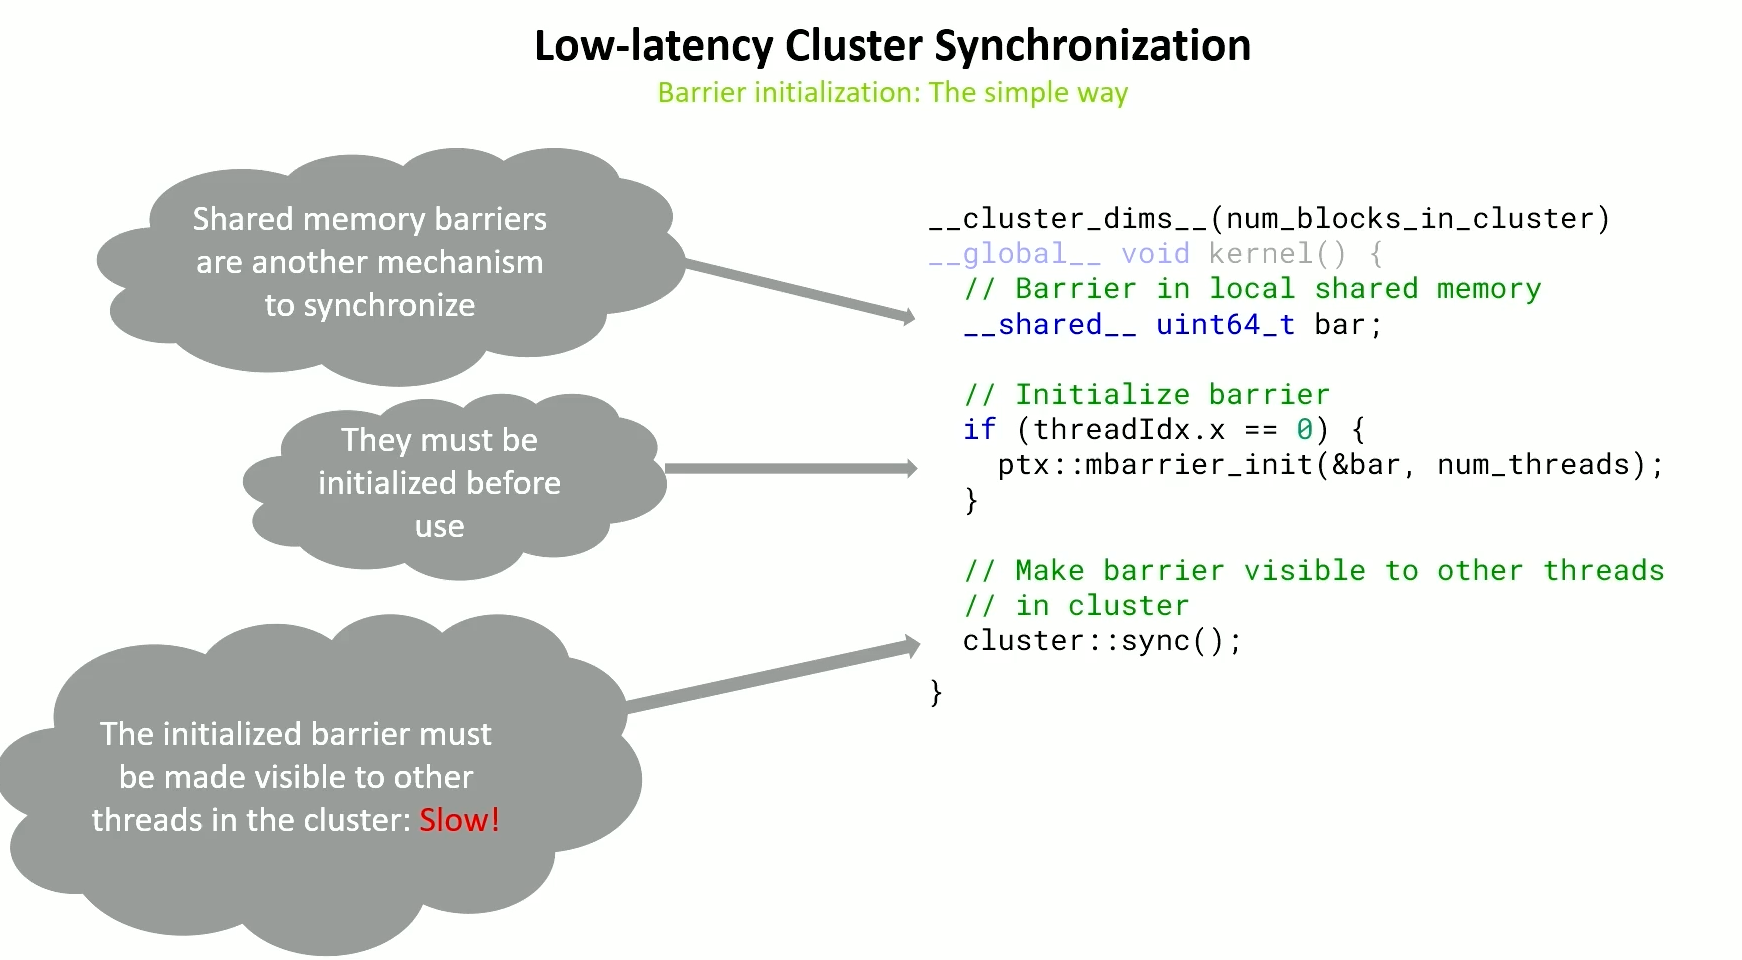 Low-latency Cluster Synchronization
Barrier initialization: The simple way
Shared memory barriers
are another mechanism
to synchronize
They must be
initialized before
use
The initialized barrier must
be made visible to other
threads in the cluster: Slow!
__cluster_dims__(num_blocks_in_cluster)
__global__ void kernel() {
// Barrier in local shared memory
__shared__ uint64_t bar;
// Initialize barrier
if (threadIdx.x == 0) {
ptx::mbarrier_init(&bar, num_threads);
}
// Make barrier visible to other threads
// in cluster
cluster::sync();
}